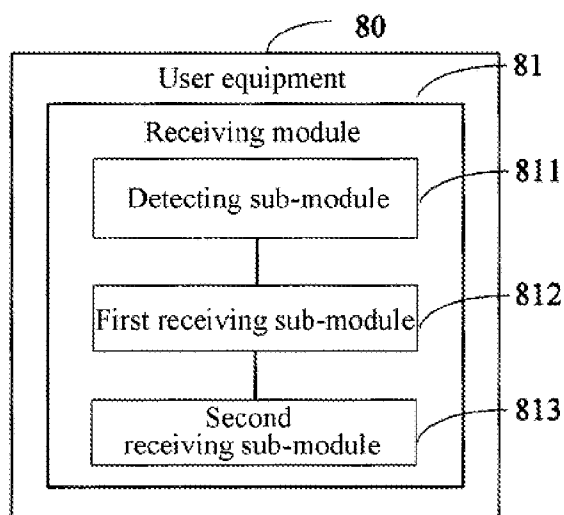 80
User equipment
81
Receiving module
811
Detecting sub-module
812
First receiving sub-module
813
Second
receiving sub-module